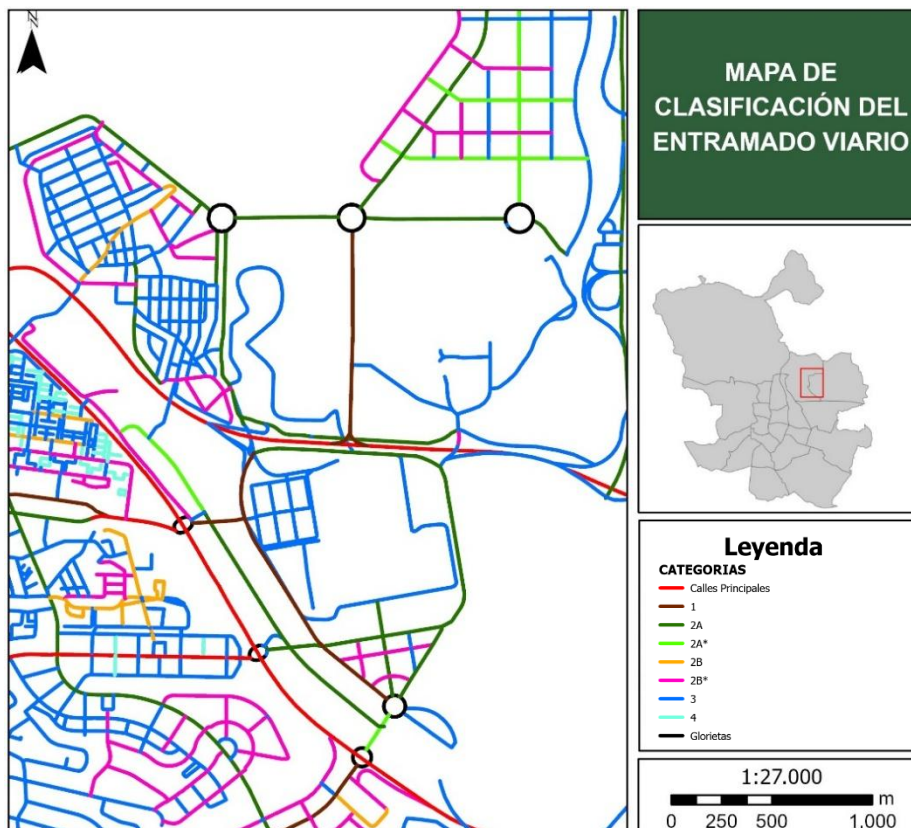 N
MAPA DE
CLASIFICACIÓN DEL
ENTRAMADO VIARIO
Leyenda
CATEGORIAS
Calles Principales
1
2A
2A*
2B
2B*
3
4
Glorietas
1:27.000
m
0 250 500 1.000